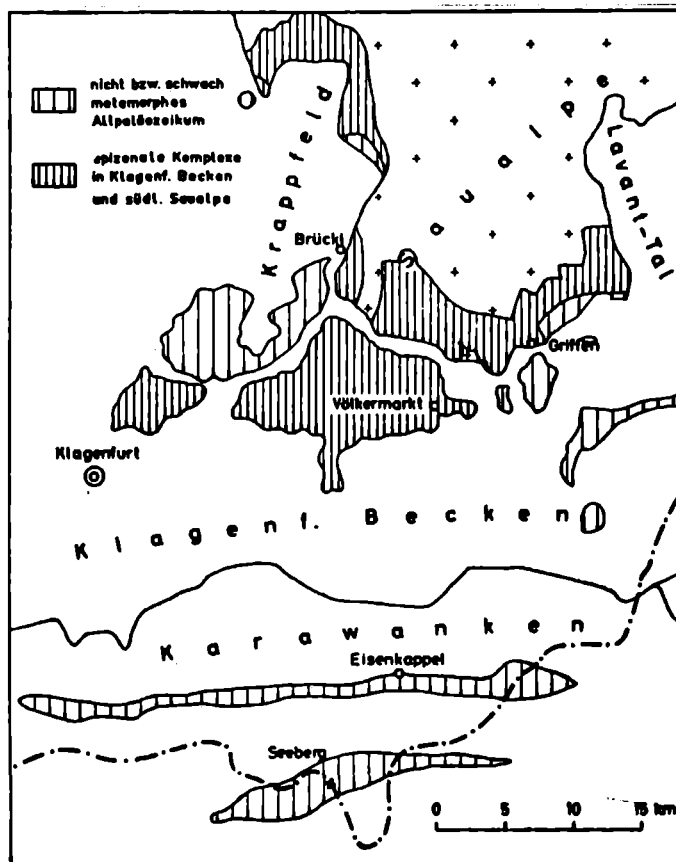 nicht bzw. schwach
metamorphes
Altpaläozoikum
epizonale Komplexe
in Klagenf. Becken
und südl. Saualpe
Krappfeld
Saualpe
Lavant-Tal
Brückl
Griffen
Völkermarkt
Klagenfurt
Klagenf. Becken
Karawanken
Eisenkappel
Seeberg
0 5 10 15 km